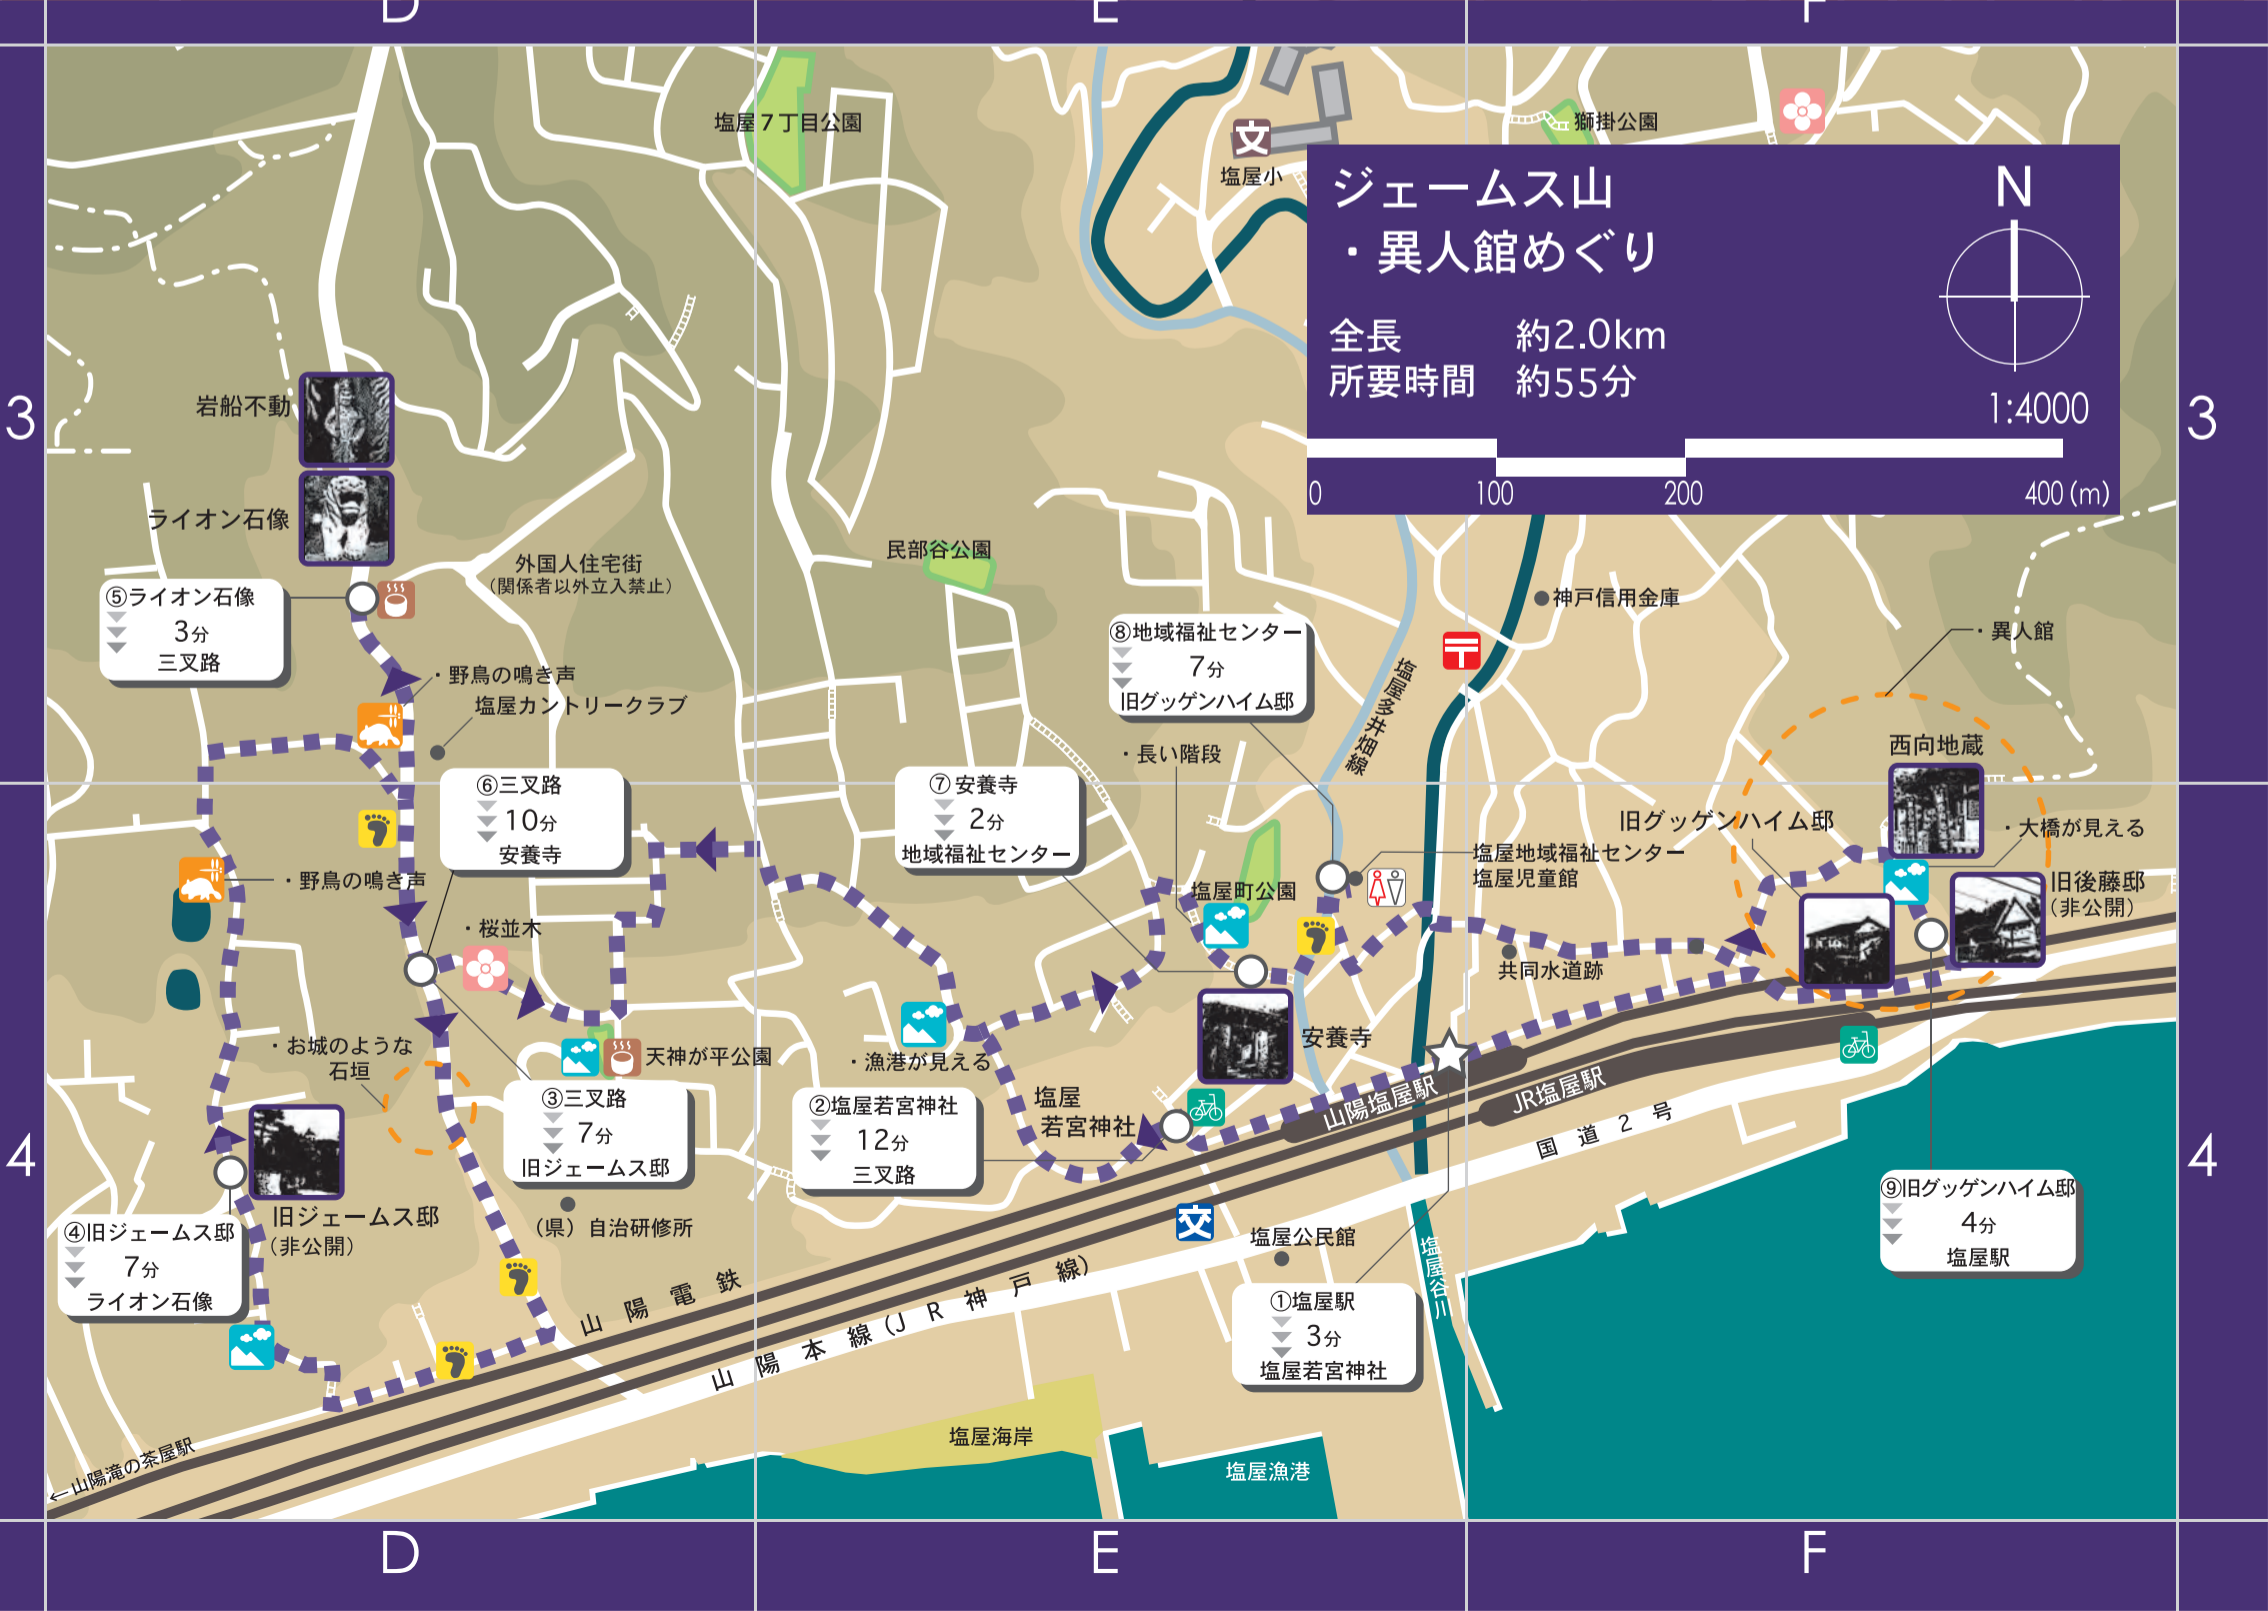 D
E
F
3
3
4
4
D
E
F
ジェームス山
・異人館めぐり
全長 約2.0km
所要時間 約55分
N
1:4000
0 100 200 400 (m)
塩屋７丁目公園
文
塩屋小
獅掛公園
岩船不動
ライオン石像
外国人住宅街
（関係者以外立入禁止）
民部谷公園
神戸信用金庫
・異人館
⑤ライオン石像
3分
三叉路
・野鳥の鳴き声
塩屋カントリークラブ
⑧地域福祉センター
7分
旧グッゲンハイム邸
塩屋多井畑線
・長い階段
西向地蔵
⑥三叉路
10分
安養寺
⑦安養寺
2分
地域福祉センター
旧グッゲンハイム邸
・大橋が見える
塩屋地域福祉センター
塩屋児童館
・野鳥の鳴き声
塩屋町公園
旧後藤邸
（非公開）
・桜並木
共同水道跡
・お城のような
石垣
天神が平公園
・漁港が見える
安養寺
③三叉路
7分
旧ジェームス邸
②塩屋若宮神社
12分
三叉路
塩屋
若宮神社
山陽塩屋駅
JR塩屋駅
国道2号
⑨旧グッゲンハイム邸
4分
塩屋駅
旧ジェームス邸
（非公開）
④旧ジェームス邸
7分
ライオン石像
（県）自治研修所
交
塩屋公民館
塩屋谷川
山陽電鉄
山陽本線（JR神戸線）
①塩屋駅
3分
塩屋若宮神社
←山陽滝の茶屋駅
塩屋海岸
塩屋漁港